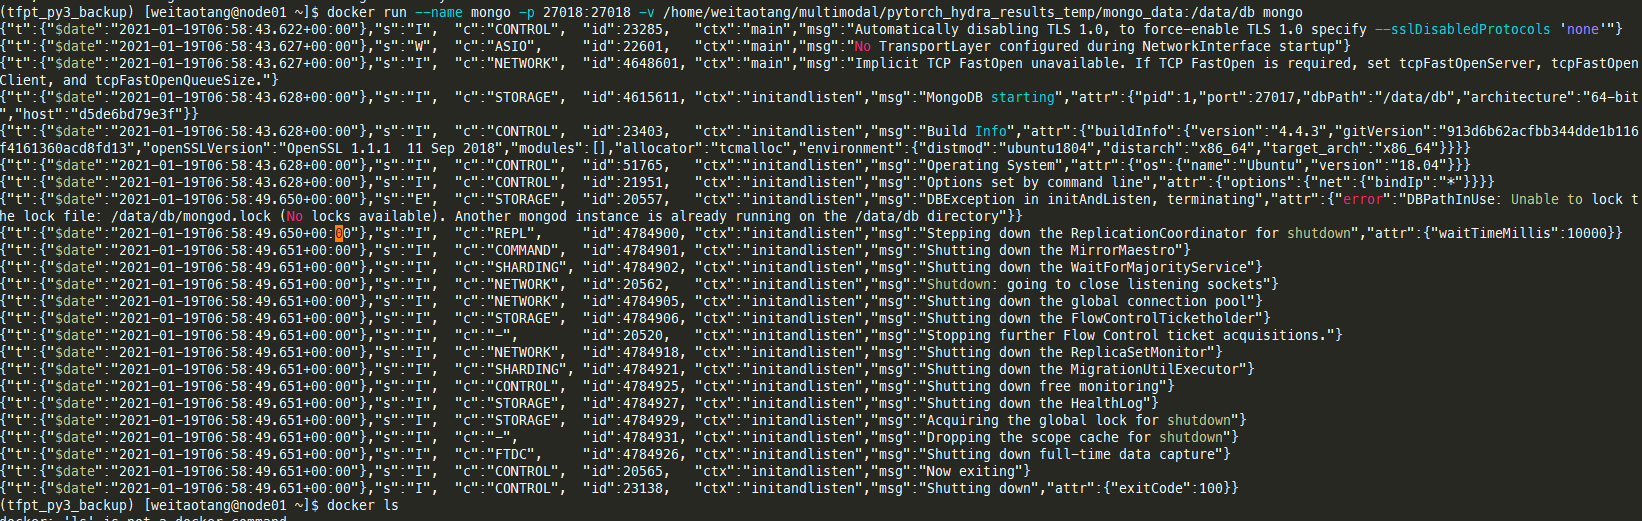 (tfpt_py3_backup) [weitaotang@node01 ~]$ docker run --name mongo -p 27018:27018 -v /home/weitaotang/multimodal/pytorch_hydra_results_temp/mongo_data:/data/db mongo
{"t":{"$date":"2021-01-19T06:58:43.622+00:00"},"s":"I",  "c":"CONTROL",  "id":23285,   "ctx":"main","msg":"Automatically disabling TLS 1.0, to force-enable TLS 1.0 specify --sslDisabledProtocols 'none'"}
{"t":{"$date":"2021-01-19T06:58:43.627+00:00"},"s":"W",  "c":"ASIO",     "id":22601,   "ctx":"main","msg":"No TransportLayer configured during NetworkInterface startup"}
{"t":{"$date":"2021-01-19T06:58:43.627+00:00"},"s":"I",  "c":"NETWORK",  "id":4648601, "ctx":"main","msg":"Implicit TCP FastOpen unavailable. If TCP FastOpen is required, set tcpFastOpenServer, tcpFastOpen
Client, and tcpFastOpenQueueSize."}
{"t":{"$date":"2021-01-19T06:58:43.628+00:00"},"s":"I",  "c":"STORAGE",  "id":4615611, "ctx":"initandlisten","msg":"MongoDB starting","attr":{"pid":1,"port":27017,"dbPath":"/data/db","architecture":"64-bit
","host":"d5de6bd79e3f"}}
{"t":{"$date":"2021-01-19T06:58:43.628+00:00"},"s":"I",  "c":"CONTROL",  "id":23403,   "ctx":"initandlisten","msg":"Build Info","attr":{"buildInfo":{"version":"4.4.3","gitVersion":"913d6b62acfbb344dde1b116
f4161360acd8fd13","openSSLVersion":"OpenSSL 1.1.1  11 Sep 2018","modules":[],"allocator":"tcmalloc","environment":{"distmod":"ubuntu1804","distarch":"x86_64","target_arch":"x86_64"}}}}
{"t":{"$date":"2021-01-19T06:58:43.628+00:00"},"s":"I",  "c":"CONTROL",  "id":51765,   "ctx":"initandlisten","msg":"Operating System","attr":{"os":{"name":"Ubuntu","version":"18.04"}}}
{"t":{"$date":"2021-01-19T06:58:43.628+00:00"},"s":"I",  "c":"CONTROL",  "id":21951,   "ctx":"initandlisten","msg":"Options set by command line","attr":{"options":{"net":{"bindIp":"*"}}}}
{"t":{"$date":"2021-01-19T06:58:49.650+00:00"},"s":"E",  "c":"STORAGE",  "id":20557,   "ctx":"initandlisten","msg":"DBException in initAndListen, terminating","attr":{"error":"DBPathInUse: Unable to lock t
he lock file: /data/db/mongod.lock (No locks available). Another mongod instance is already running on the /data/db directory"}}
{"t":{"$date":"2021-01-19T06:58:49.650+00:00"},"s":"I",  "c":"REPL",     "id":4784900, "ctx":"initandlisten","msg":"Stepping down the ReplicationCoordinator for shutdown","attr":{"waitTimeMillis":10000}}
{"t":{"$date":"2021-01-19T06:58:49.651+00:00"},"s":"I",  "c":"COMMAND",  "id":4784901, "ctx":"initandlisten","msg":"Shutting down the MirrorMaestro"}
{"t":{"$date":"2021-01-19T06:58:49.651+00:00"},"s":"I",  "c":"SHARDING", "id":4784902, "ctx":"initandlisten","msg":"Shutting down the WaitForMajorityService"}
{"t":{"$date":"2021-01-19T06:58:49.651+00:00"},"s":"I",  "c":"NETWORK",  "id":20562,   "ctx":"initandlisten","msg":"Shutdown: going to close listening sockets"}
{"t":{"$date":"2021-01-19T06:58:49.651+00:00"},"s":"I",  "c":"NETWORK",  "id":4784905, "ctx":"initandlisten","msg":"Shutting down the global connection pool"}
{"t":{"$date":"2021-01-19T06:58:49.651+00:00"},"s":"I",  "c":"STORAGE",  "id":4784906, "ctx":"initandlisten","msg":"Shutting down the FlowControlTicketholder"}
{"t":{"$date":"2021-01-19T06:58:49.651+00:00"},"s":"I",  "c":"-",        "id":20520,   "ctx":"initandlisten","msg":"Stopping further Flow Control ticket acquisitions."}
{"t":{"$date":"2021-01-19T06:58:49.651+00:00"},"s":"I",  "c":"NETWORK",  "id":4784918, "ctx":"initandlisten","msg":"Shutting down the ReplicaSetMonitor"}
{"t":{"$date":"2021-01-19T06:58:49.651+00:00"},"s":"I",  "c":"SHARDING", "id":4784921, "ctx":"initandlisten","msg":"Shutting down the MigrationUtilExecutor"}
{"t":{"$date":"2021-01-19T06:58:49.651+00:00"},"s":"I",  "c":"CONTROL",  "id":4784925, "ctx":"initandlisten","msg":"Shutting down free monitoring"}
{"t":{"$date":"2021-01-19T06:58:49.651+00:00"},"s":"I",  "c":"STORAGE",  "id":4784927, "ctx":"initandlisten","msg":"Shutting down the HealthLog"}
{"t":{"$date":"2021-01-19T06:58:49.651+00:00"},"s":"I",  "c":"STORAGE",  "id":4784929, "ctx":"initandlisten","msg":"Acquiring the global lock for shutdown"}
{"t":{"$date":"2021-01-19T06:58:49.651+00:00"},"s":"I",  "c":"-",        "id":4784931, "ctx":"initandlisten","msg":"Dropping the scope cache for shutdown"}
{"t":{"$date":"2021-01-19T06:58:49.651+00:00"},"s":"I",  "c":"FTDC",     "id":4784926, "ctx":"initandlisten","msg":"Shutting down full-time data capture"}
{"t":{"$date":"2021-01-19T06:58:49.651+00:00"},"s":"I",  "c":"CONTROL",  "id":20565,   "ctx":"initandlisten","msg":"Now exiting"}
{"t":{"$date":"2021-01-19T06:58:49.651+00:00"},"s":"I",  "c":"CONTROL",  "id":23138,   "ctx":"initandlisten","msg":"Shutting down","attr":{"exitCode":100}}
(tfpt_py3_backup) [weitaotang@node01 ~]$ docker ls
docker: 'ls' is not a docker command